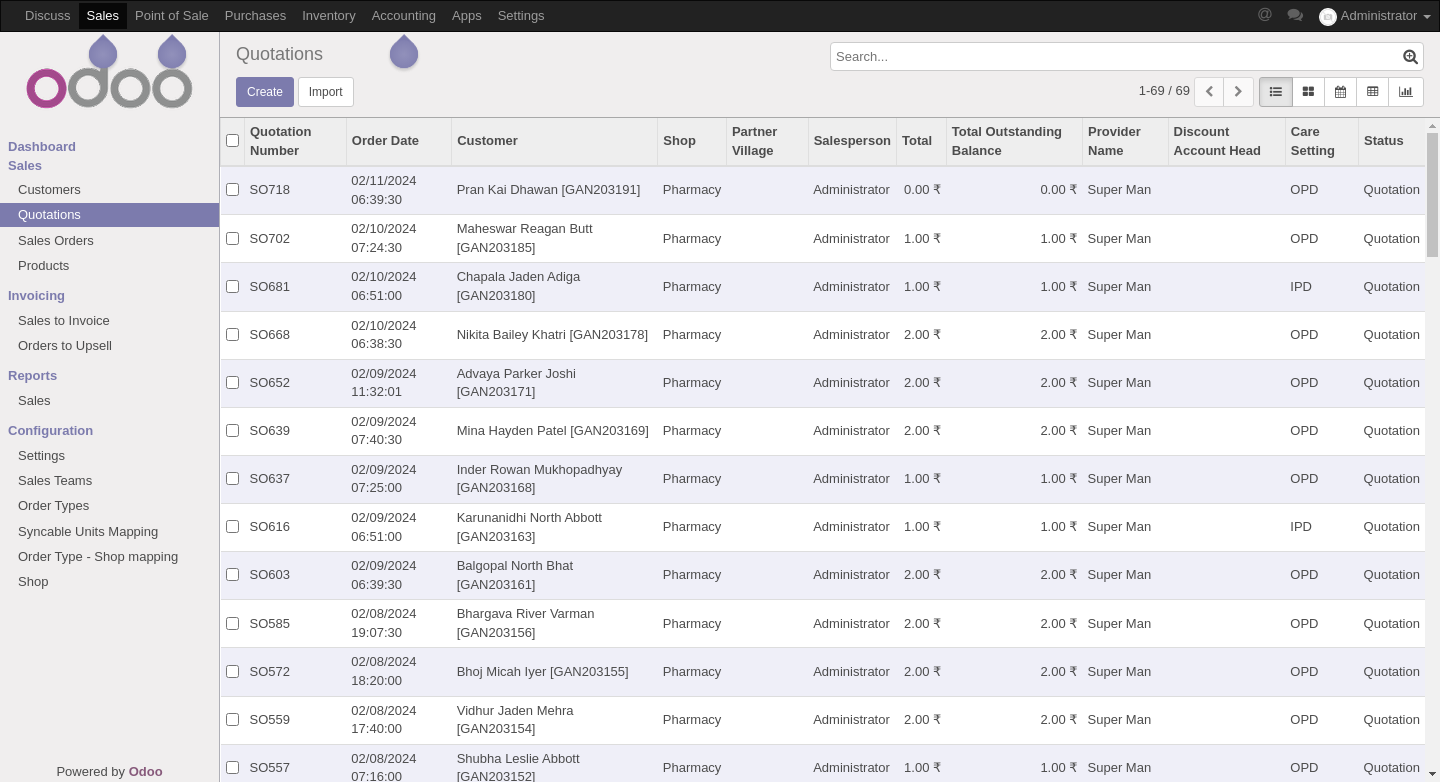 Discuss Sales Point of Sale Purchases Inventory Accounting Apps Settings @ Administrator
odoo
Dashboard
Sales
Customers
Quotations
Sales Orders
Products
Invoicing
Sales to Invoice
Orders to Upsell
Reports
Sales
Configuration
Settings
Sales Teams
Order Types
Syncable Units Mapping
Order Type - Shop mapping
Shop
Powered by Odoo
Quotations
Search...
Create Import
1-69 / 69
Quotation Number Order Date Customer Shop Partner Village Salesperson Total Total Outstanding Balance Provider Name Discount Account Head Care Setting Status
SO718 02/11/2024 06:39:30 Pran Kai Dhawan [GAN203191] Pharmacy Administrator 0.00 ₹ 0.00 ₹ Super Man OPD Quotation
SO702 02/10/2024 07:24:30 Maheswar Reagan Butt [GAN203185] Pharmacy Administrator 1.00 ₹ 1.00 ₹ Super Man OPD Quotation
SO681 02/10/2024 06:51:00 Chapala Jaden Adiga [GAN203180] Pharmacy Administrator 1.00 ₹ 1.00 ₹ Super Man IPD Quotation
SO668 02/10/2024 06:38:30 Nikita Bailey Khatri [GAN203178] Pharmacy Administrator 2.00 ₹ 2.00 ₹ Super Man OPD Quotation
SO652 02/09/2024 11:32:01 Advaya Parker Joshi [GAN203171] Pharmacy Administrator 2.00 ₹ 2.00 ₹ Super Man OPD Quotation
SO639 02/09/2024 07:40:30 Mina Hayden Patel [GAN203169] Pharmacy Administrator 2.00 ₹ 2.00 ₹ Super Man OPD Quotation
SO637 02/09/2024 07:25:00 Inder Rowan Mukhopadhyay [GAN203168] Pharmacy Administrator 1.00 ₹ 1.00 ₹ Super Man OPD Quotation
SO616 02/09/2024 06:51:00 Karunanidhi North Abbott [GAN203163] Pharmacy Administrator 1.00 ₹ 1.00 ₹ Super Man IPD Quotation
SO603 02/09/2024 06:39:30 Balgopal North Bhat [GAN203161] Pharmacy Administrator 2.00 ₹ 2.00 ₹ Super Man OPD Quotation
SO585 02/08/2024 19:07:30 Bhargava River Varman [GAN203156] Pharmacy Administrator 2.00 ₹ 2.00 ₹ Super Man OPD Quotation
SO572 02/08/2024 18:20:00 Bhoj Micah Iyer [GAN203155] Pharmacy Administrator 2.00 ₹ 2.00 ₹ Super Man OPD Quotation
SO559 02/08/2024 17:40:00 Vidhur Jaden Mehra [GAN203154] Pharmacy Administrator 2.00 ₹ 2.00 ₹ Super Man OPD Quotation
SO557 02/08/2024 07:16:00 Shubha Leslie Abbott [GAN203152] Pharmacy Administrator 1.00 ₹ 1.00 ₹ Super Man OPD Quotation